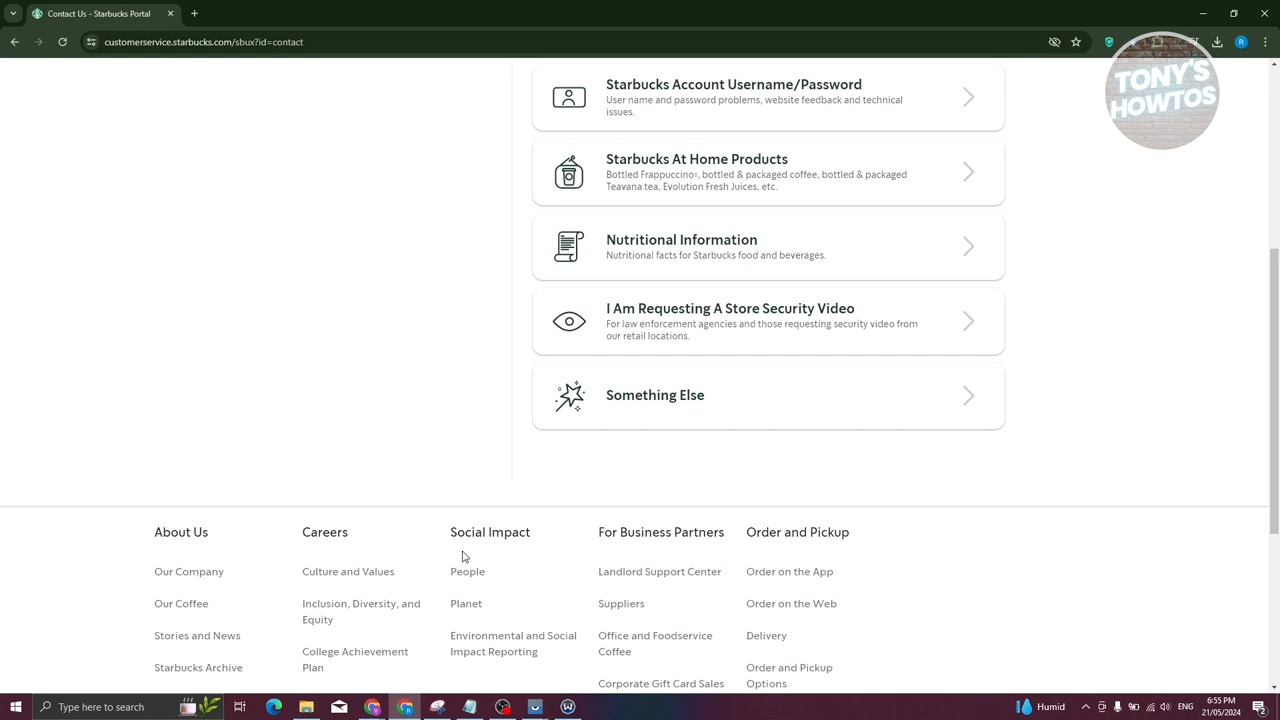 Contact Us – Starbucks Portal
customerservice.starbucks.com/sbux?id=contact
R
TONY'S
HOWTOS
Starbucks Account Username/Password
User name and password problems, website feedback and technical
issues.
Starbucks At Home Products
Bottled Frappuccino®, bottled & packaged coffee, bottled & packaged
Teavana tea, Evolution Fresh Juices, etc.
Nutritional Information
Nutritional facts for Starbucks food and beverages.
I Am Requesting A Store Security Video
For law enforcement agencies and those requesting security video from
our retail locations.
Something Else
About Us
Our Company
Our Coffee
Stories and News
Starbucks Archive
Careers
Culture and Values
Inclusion, Diversity, and
Equity
College Achievement
Plan
Social Impact
People
Planet
Environmental and Social
Impact Reporting
For Business Partners
Landlord Support Center
Suppliers
Office and Foodservice
Coffee
Corporate Gift Card Sales
Order and Pickup
Order on the App
Order on the Web
Delivery
Order and Pickup
Options
Type here to search
Humid
6:55 PM
21/05/2024